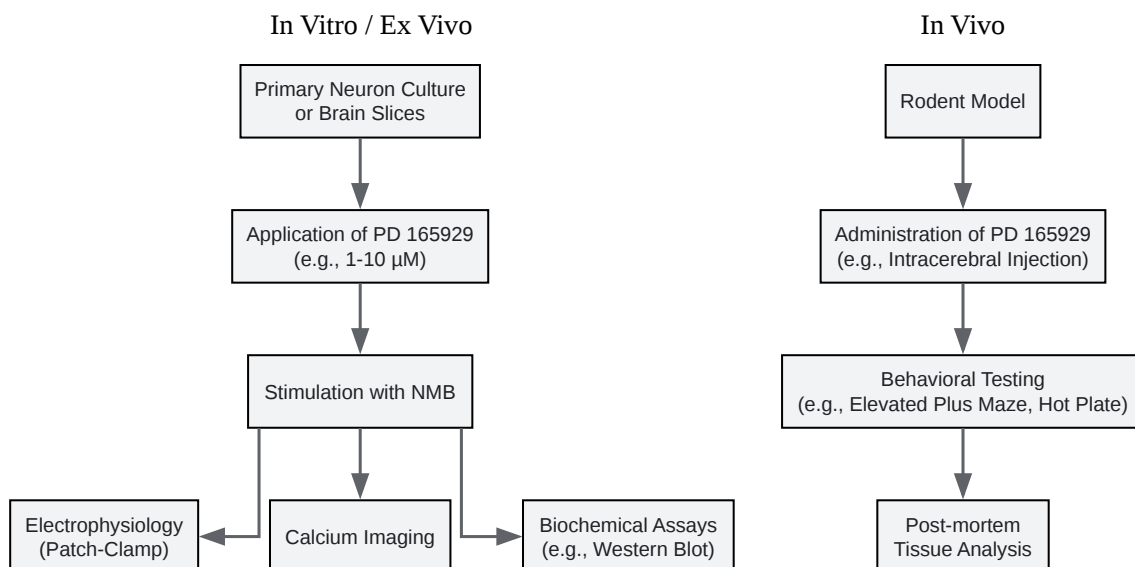 In Vitro / Ex Vivo
Primary Neuron Culture
or Brain Slices
Application of PD 165929
(e.g., 1-10 µM)
Stimulation with NMB
Electrophysiology
(Patch-Clamp)
Calcium Imaging
Biochemical Assays
(e.g., Western Blot)
In Vivo
Rodent Model
Administration of PD 165929
(e.g., Intracerebral Injection)
Behavioral Testing
(e.g., Elevated Plus Maze, Hot Plate)
Post-mortem
Tissue Analysis